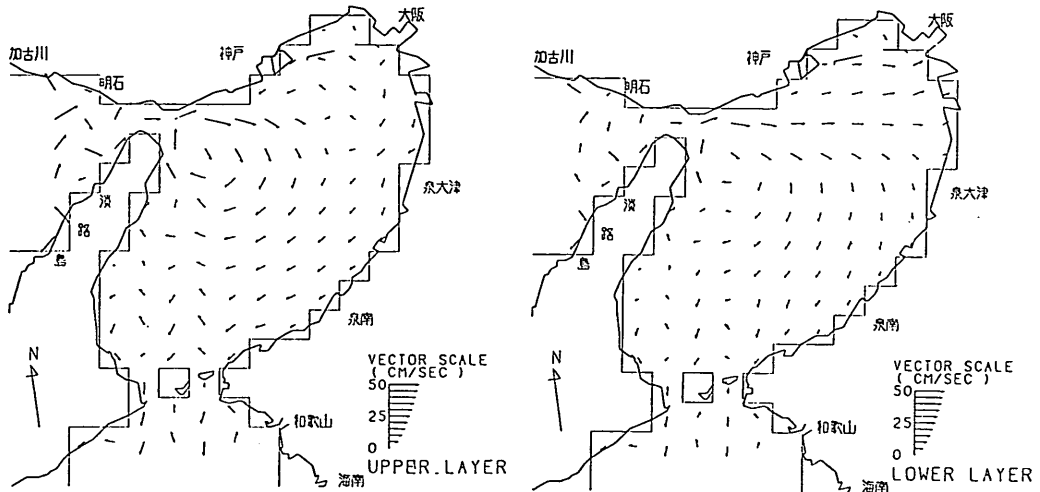 大阪
加古川
神戸
明石
泉大津
淡
路
島
泉南
N
VECTOR SCALE
( CM/SEC )
50
25
0
和歌山
UPPER.LAYER
海南
大阪
加古川
神戸
明石
泉大津
淡
路
島
泉南
N
VECTOR SCALE
( CM/SEC )
50
25
0
和歌山
LOWER LAYER
海南